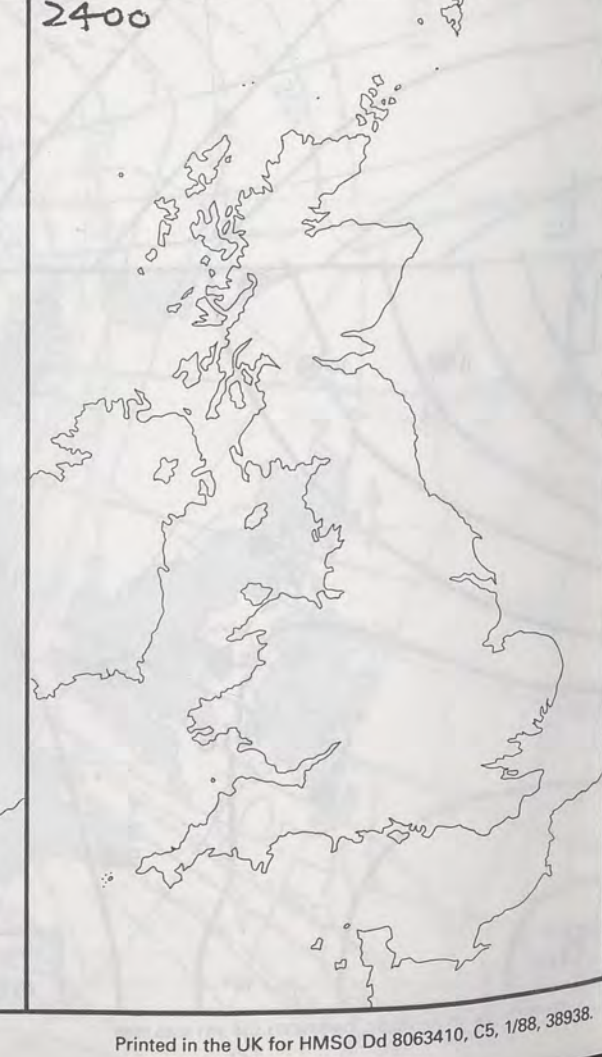 2400
Printed in the UK for HMSO Dd 8063410, C5, 1/88, 38938.